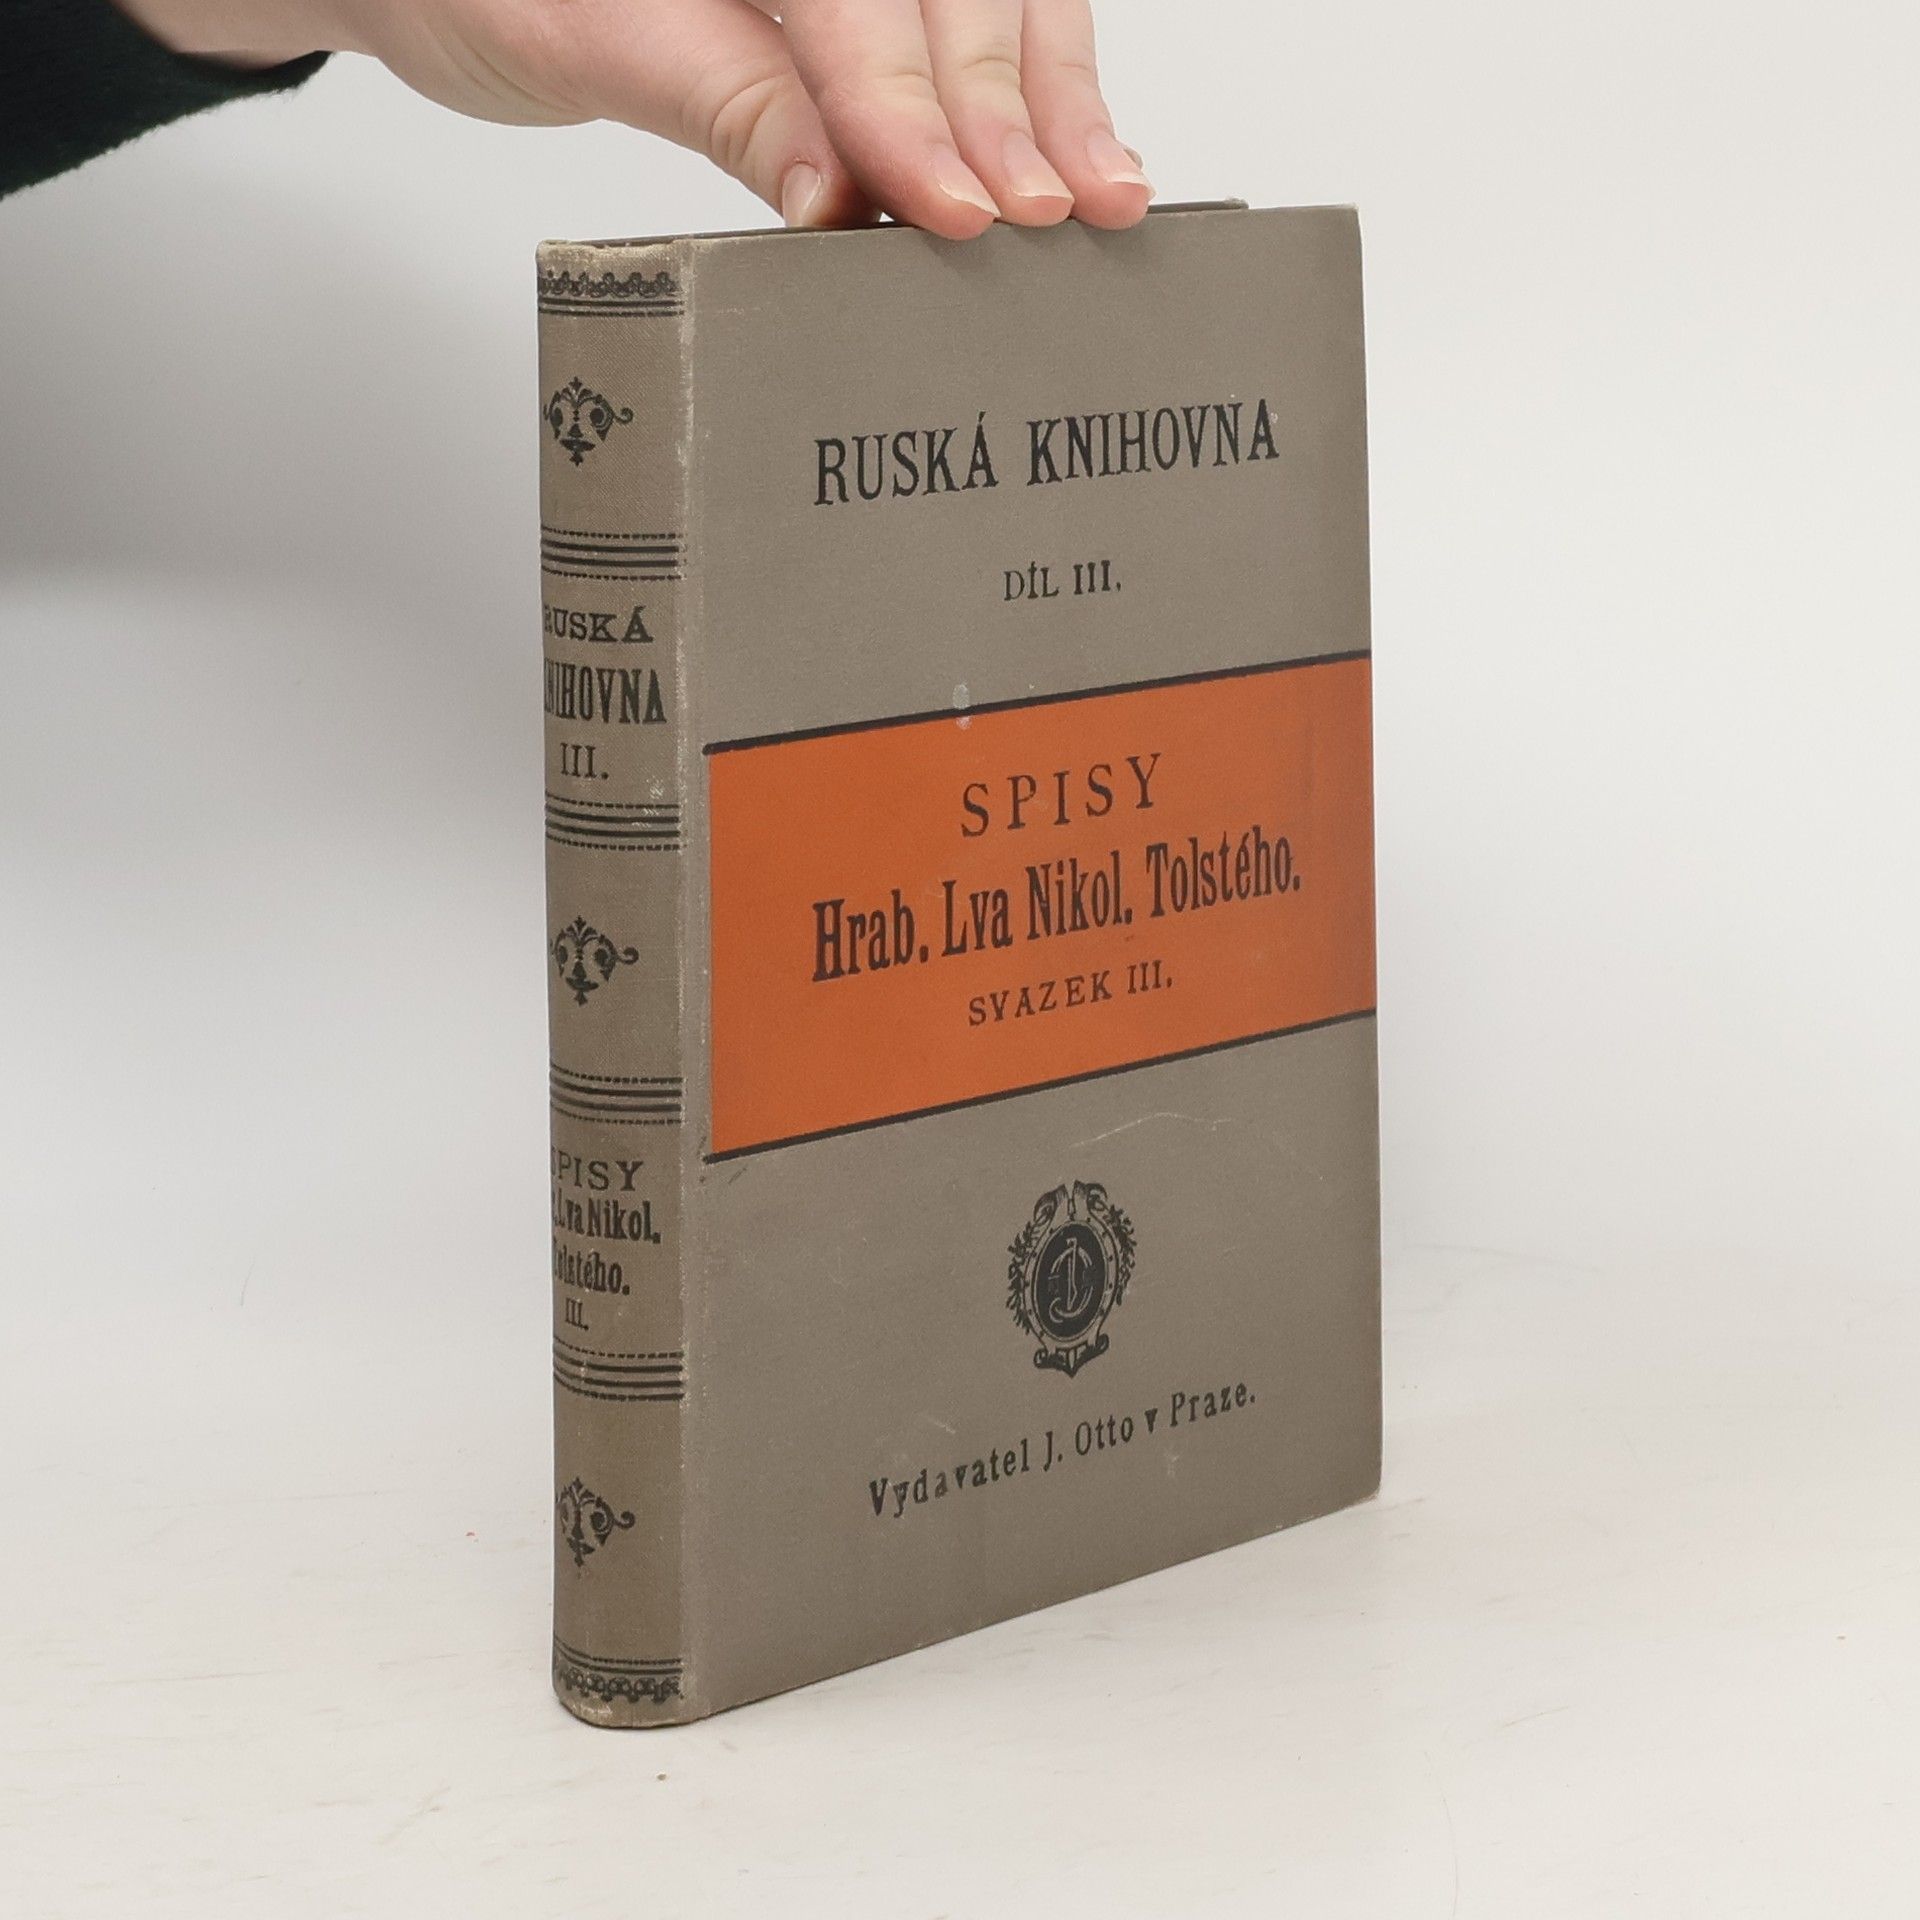 RUSKÁ KNIHOVNA
DÍL III.
SPISY
Hrab. Lva Nikol. Tolstého.
SVAZEK III.
Vydavatel J. Otto v Praze.
RUSKÁ
KNIHOVNA
III.
SPISY
Lva Nikol.
Tolstého.
III.